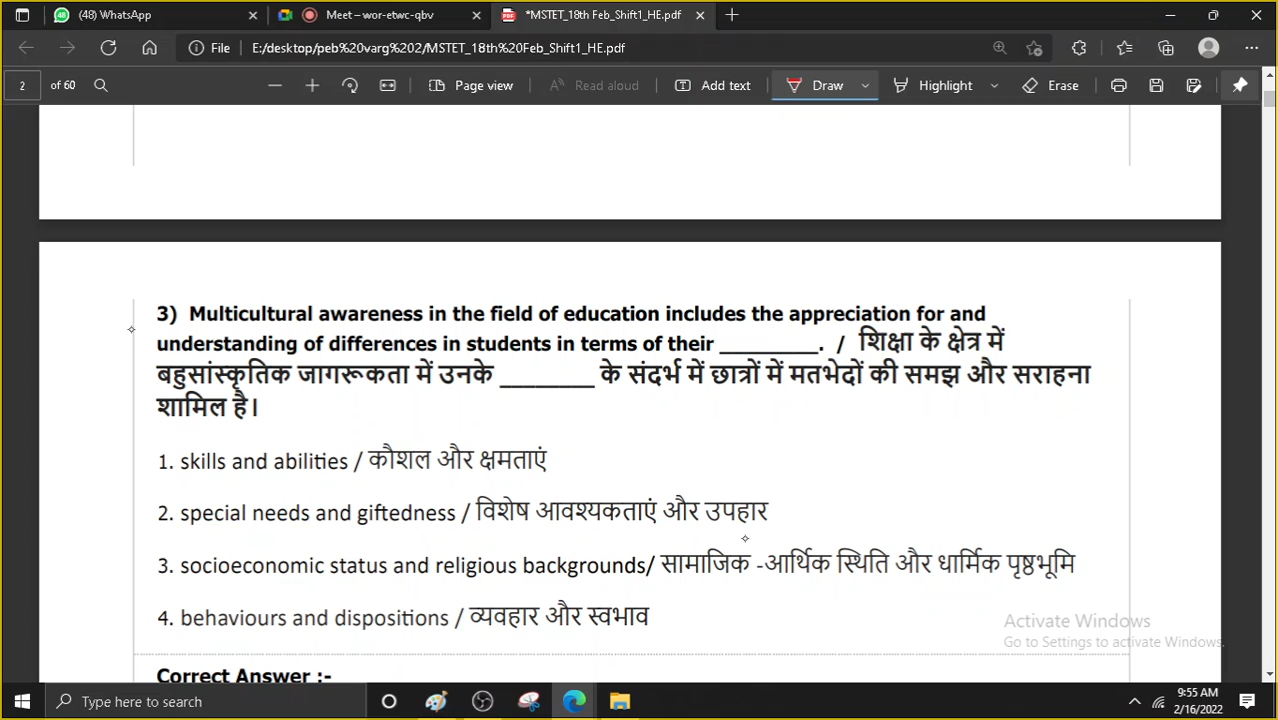 (48) WhatsApp
Meet – wor-etwc-qbv
*MSTET_18th Feb_Shift1_HE.pdf
File
E:/desktop/peb%20varg%202/MSTET_18th%20Feb_Shift1_HE.pdf
2 of 60
Page view
Read aloud
Add text
Draw
Highlight
Erase
3) Multicultural awareness in the field of education includes the appreciation for and
understanding of differences in students in terms of their _________. / शिक्षा के क्षेत्र में
बहुसांस्कृतिक जागरूकता में उनके ________ के संदर्भ में छात्रों में मतभेदों की समझ और सराहना
शामिल है।
1. skills and abilities / कौशल और क्षमताएं
2. special needs and giftedness / विशेष आवश्यकताएं और उपहार
3. socioeconomic status and religious backgrounds/ सामाजिक -आर्थिक स्थिति और धार्मिक पृष्ठभूमि
4. behaviours and dispositions / व्यवहार और स्वभाव
Activate Windows
Go to Settings to activate Windows.
Correct Answer :-
Type here to search
9:55 AM
2/16/2022